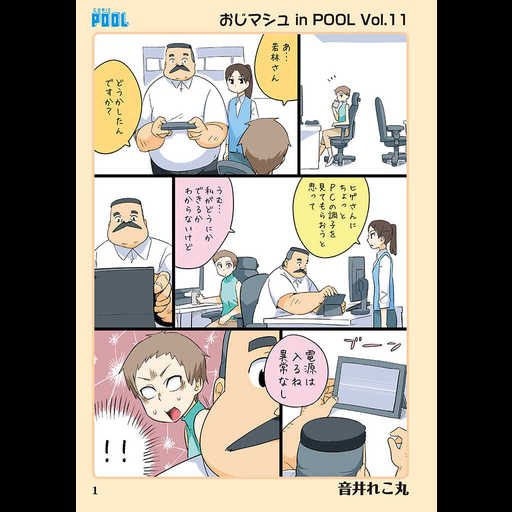 COMIC
POOL
おじマシュ in POOL Vol.11
あ…
若林さん
どうかしたん
ですか?
ヒゲさんに
ちょっと
PCの調子を
見てもらおうと
思って
うむ…
私がどうにか
できるか
わからないけど
ブーン
電源は
入るね
異常なし
!!
1
音井れこ丸